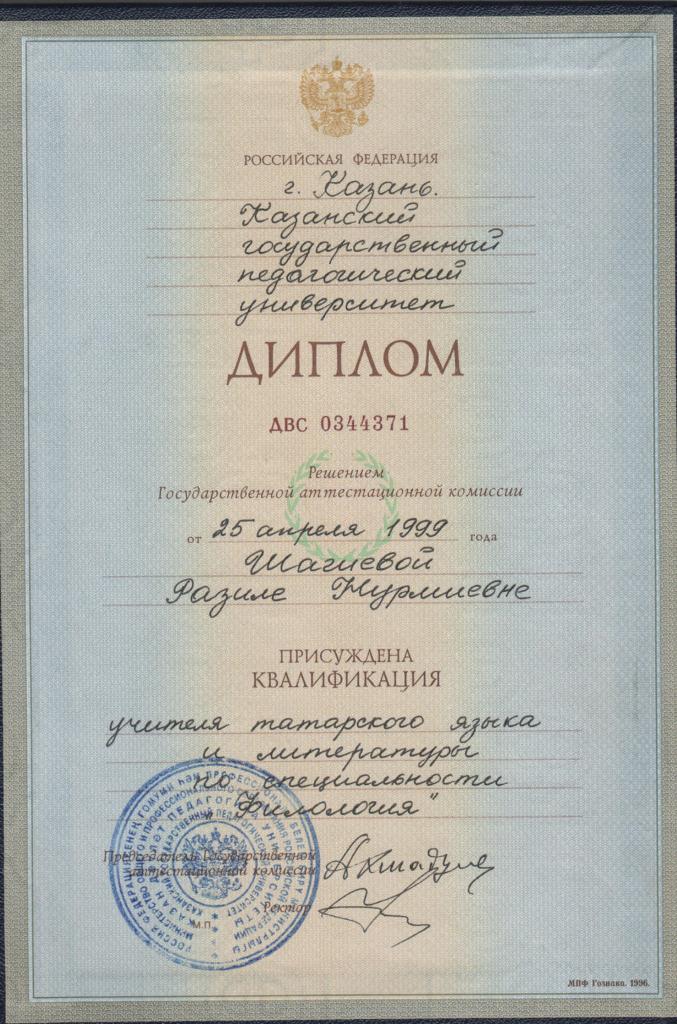 РОССИЙСКАЯ ФЕДЕРАЦИЯ
г. Казань.
Казанский
государственный
педагогический
университет
ДИПЛОМ
ДВС 0344371
Решением
Государственной аттестационной комиссии
от 25 апреля 1999 года
Шагиевой
Разиле Нурмиевне
ПРИСУЖДЕНА
КВАЛИФИКАЦИЯ
учителя татарского языка
и литературы
по специальности
"Филология"
Председатель Государственной
аттестационной комиссии
Ректор
М.П.
МПФ Гознака. 1996.